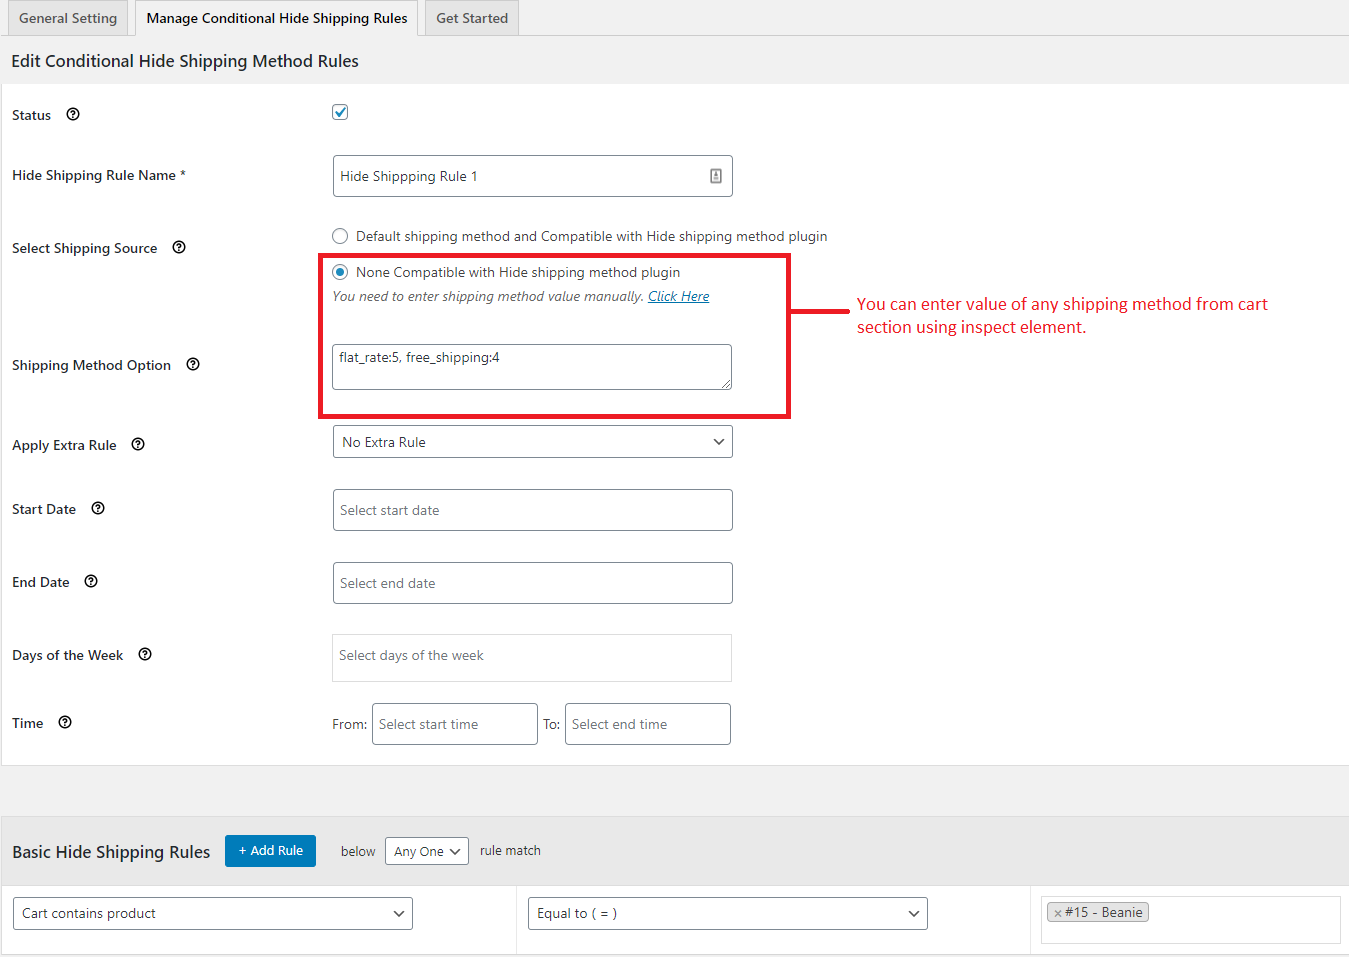 General Setting
Manage Conditional Hide Shipping Rules
Get Started
Edit Conditional Hide Shipping Method Rules
Status
Hide Shipping Rule Name *
Hide Shippping Rule 1
Select Shipping Source
Default shipping method and Compatible with Hide shipping method plugin
None Compatible with Hide shipping method plugin
You need to enter shipping method value manually. Click Here
You can enter value of any shipping method from cart
section using inspect element.
Shipping Method Option
flat_rate:5, free_shipping:4
Apply Extra Rule
No Extra Rule
Start Date
Select start date
End Date
Select end date
Days of the Week
Select days of the week
Time
From: Select start time To: Select end time
Basic Hide Shipping Rules + Add Rule below Any One rule match
Cart contains product
Equal to ( = )
× #15 - Beanie